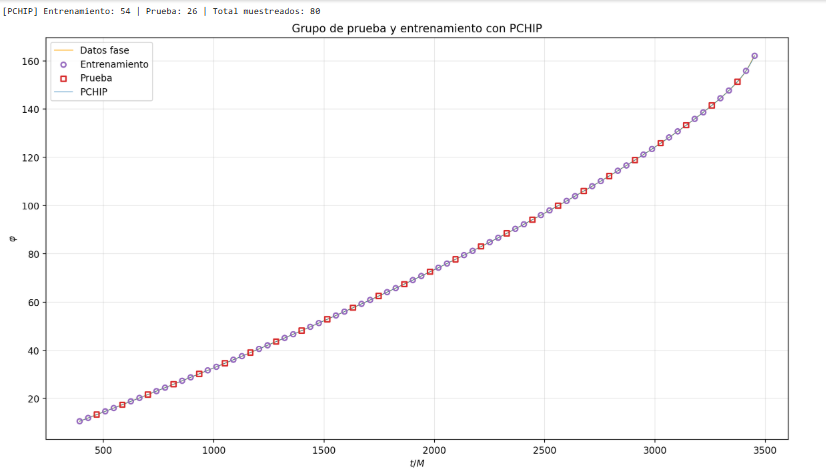 [PCHIP] Entrenamiento: 54 | Prueba: 26 | Total muestreados: 80
Grupo de prueba y entrenamiento con PCHIP
Datos fase
Entrenamiento
Prueba
PCHIP
160
140
120
100
80
60
40
20
φ
500 1000 1500 2000 2500 3000 3500
t/M